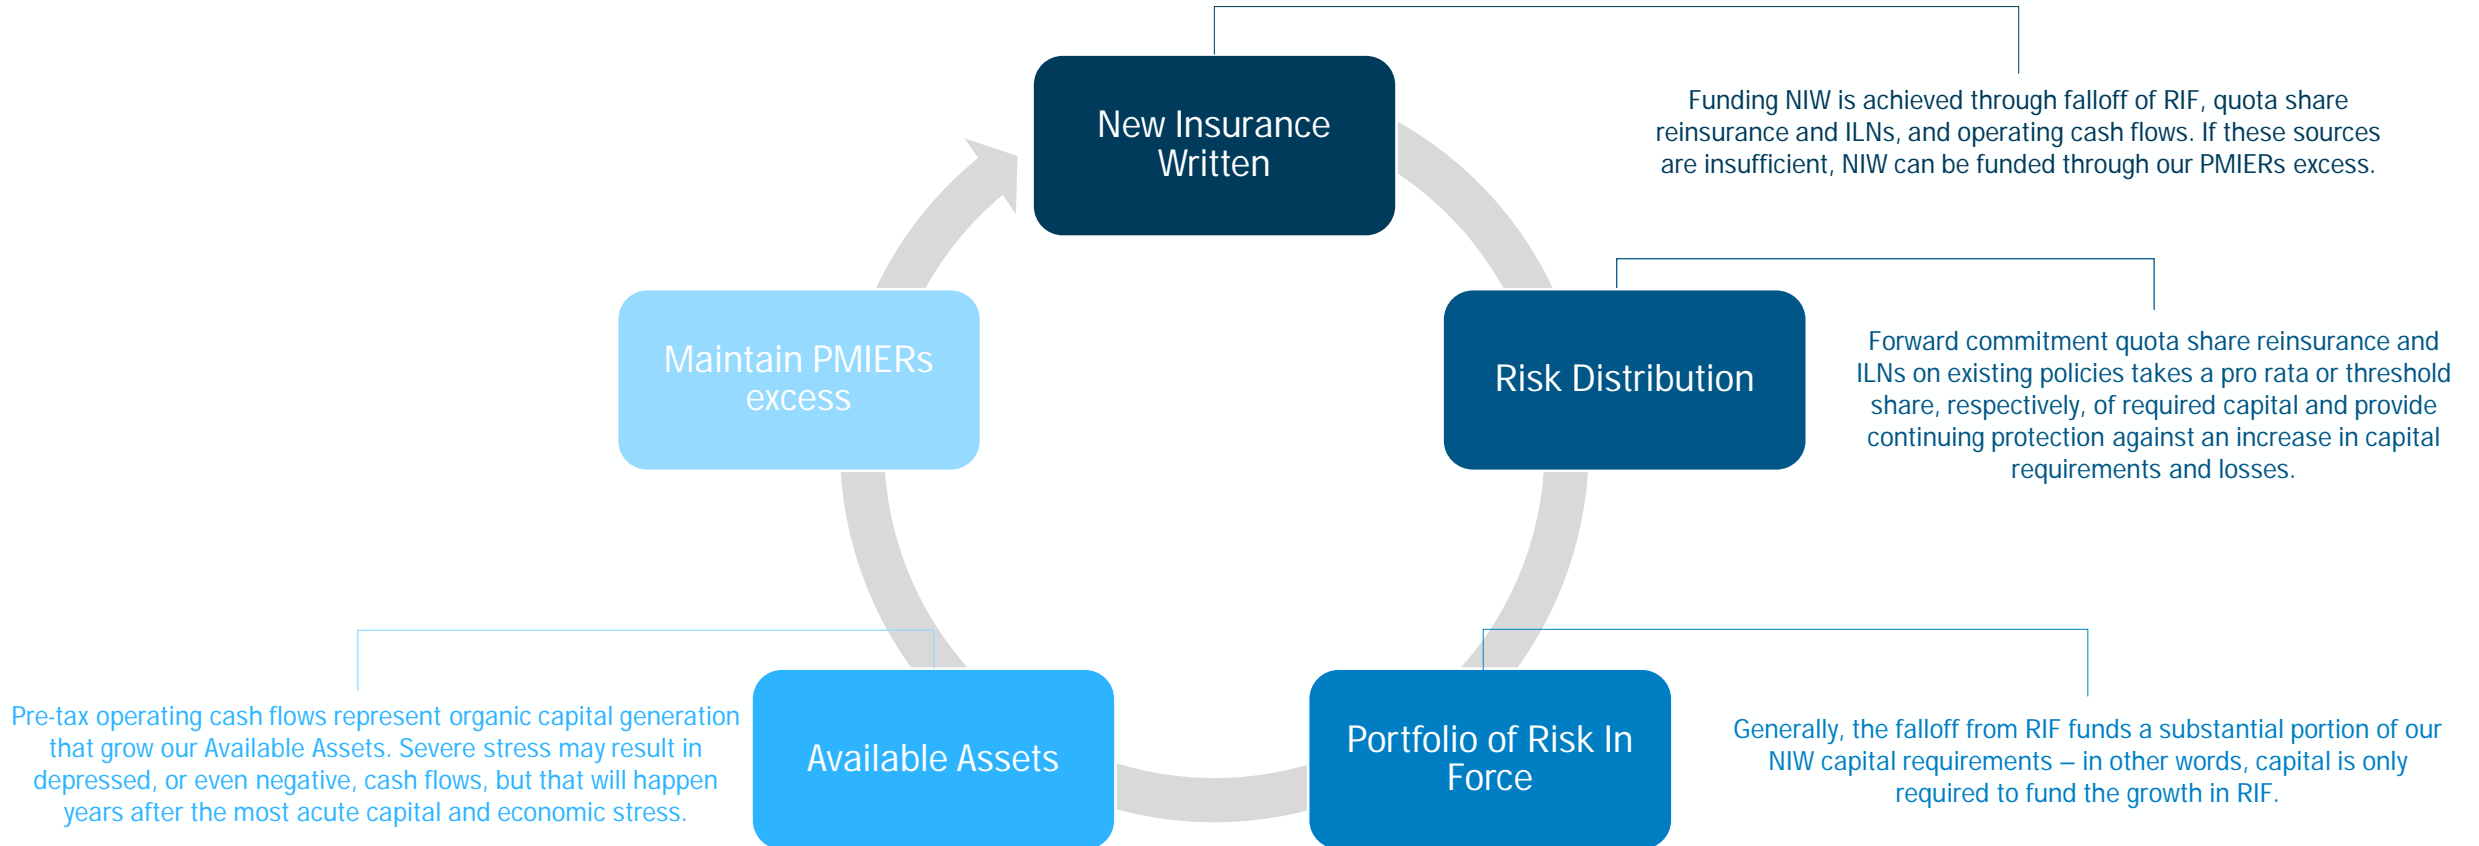 New Insurance
Written
Funding NIW is achieved through falloff of RIF, quota share
reinsurance and ILNs, and operating cash flows. If these sources
are insufficient, NIW can be funded through our PMIERs excess.
Risk Distribution
Forward commitment quota share reinsurance and
ILNs on existing policies takes a pro rata or threshold
share, respectively, of required capital and provide
continuing protection against an increase in capital
requirements and losses.
Portfolio of Risk In
Force
Generally, the falloff from RIF funds a substantial portion of our
NIW capital requirements – in other words, capital is only
required to fund the growth in RIF.
Available Assets
Pre-tax operating cash flows represent organic capital generation
that grow our Available Assets. Severe stress may result in
depressed, or even negative, cash flows, but that will happen
years after the most acute capital and economic stress.
Maintain PMIERs
excess